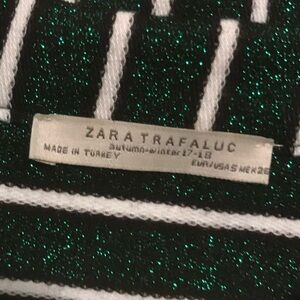 ZARA TRAFALUC
autumn-winter 17-18
MADE IN TURKEY
EUR/USA S MEX 26